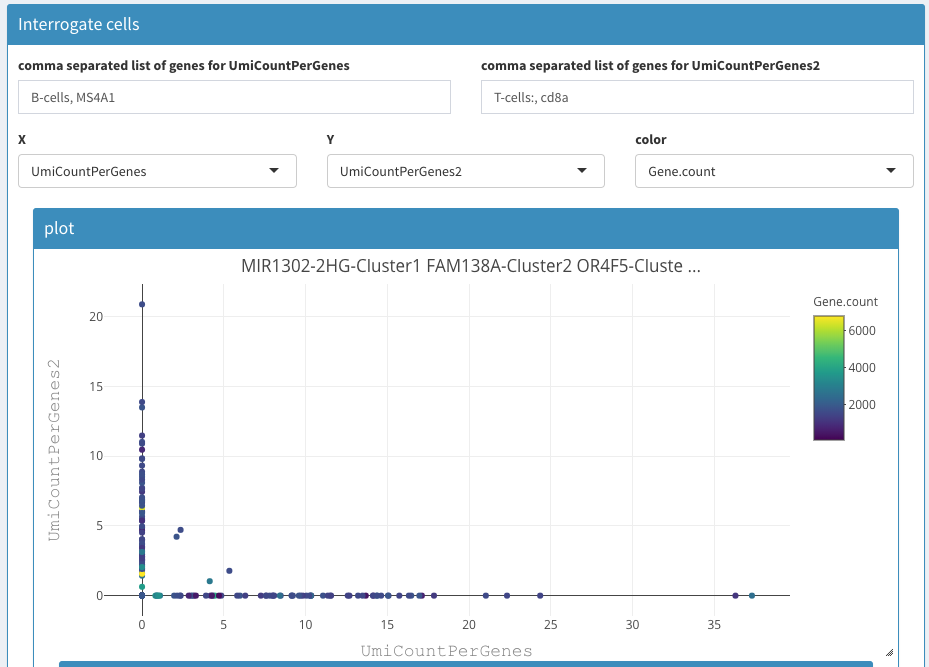 Interrogate cells
comma separated list of genes for UmiCountPerGenes
comma separated list of genes for UmiCountPerGenes2
B-cells, MS4A1
T-cells:, cd8a
X
Y
color
UmiCountPerGenes
UmiCountPerGenes2
Gene.count
plot
MIR1302-2HG-Cluster1 FAM138A-Cluster2 OR4F5-Cluste ...
Gene.count
6000
4000
2000
UmiCountPerGenes2
20
15
10
5
0
0 5 10 15 20 25 30 35
UmiCountPerGenes